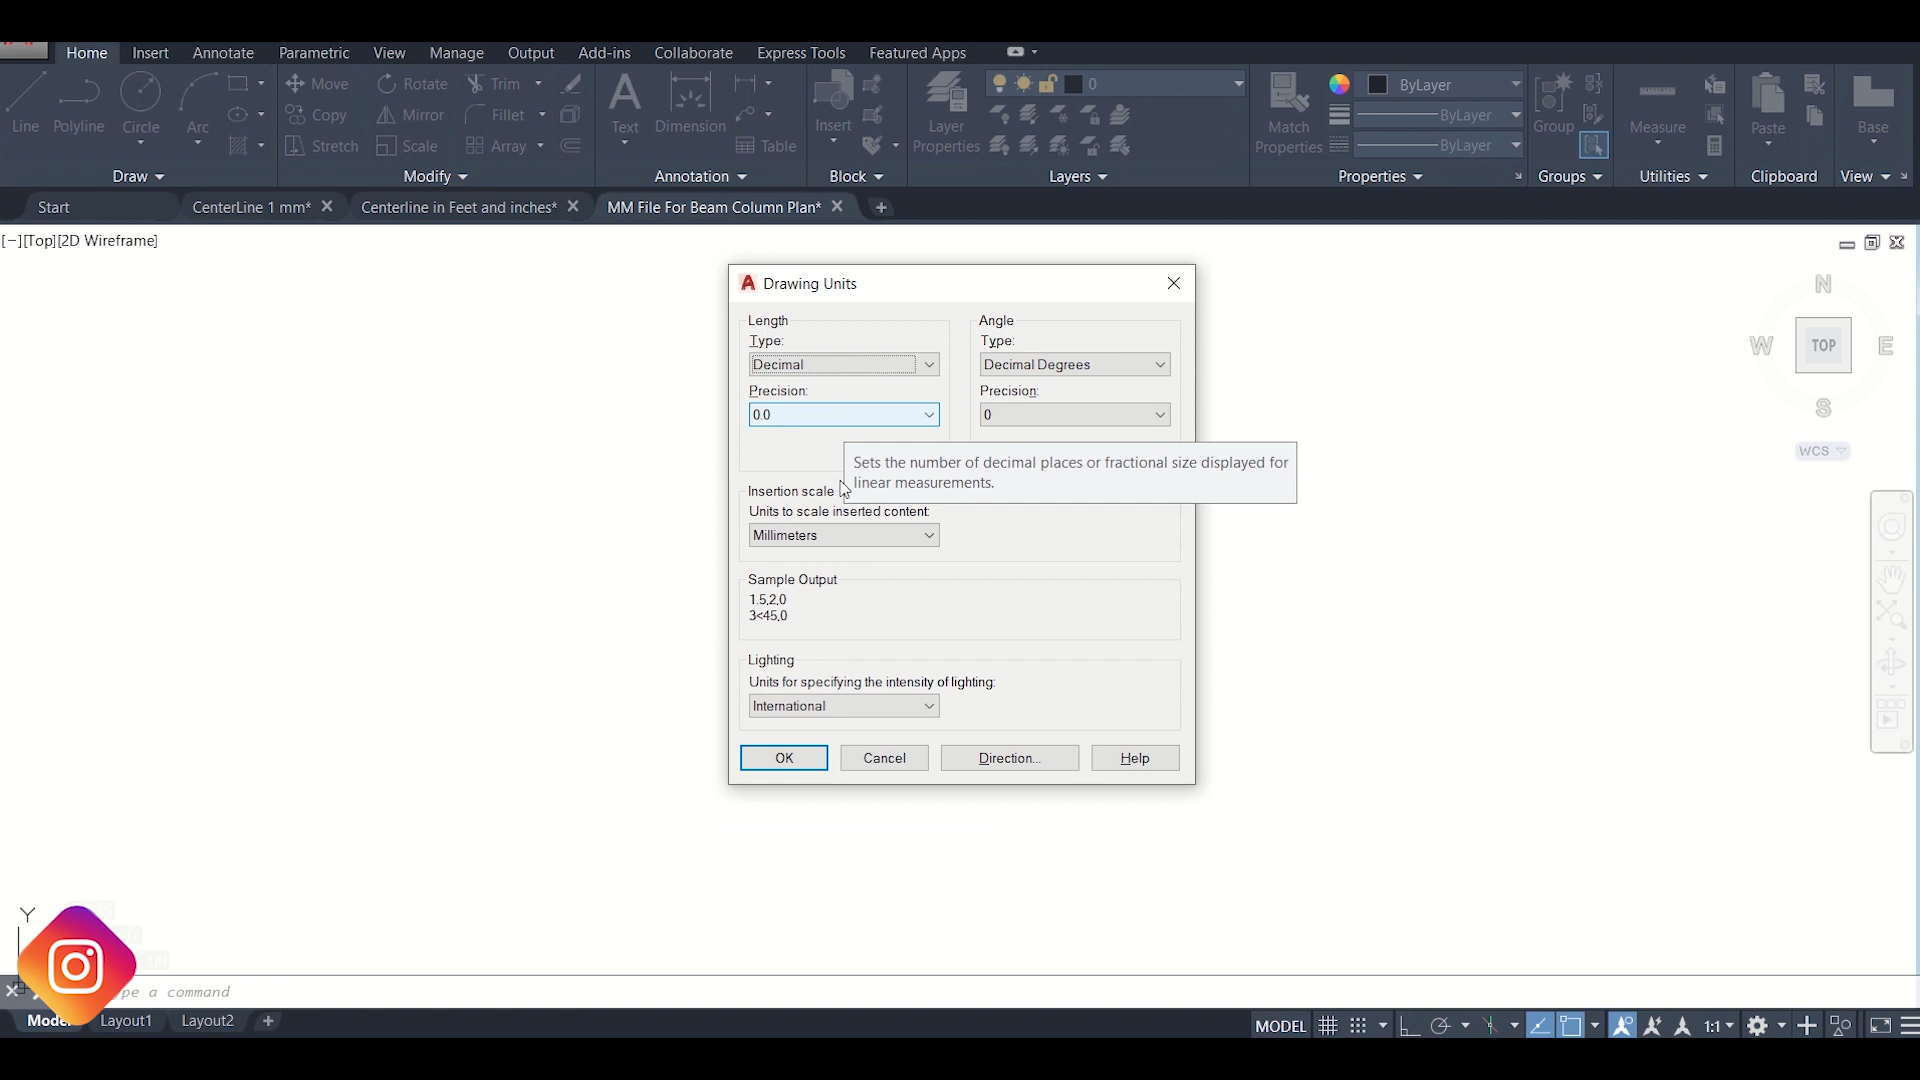 Home Insert Annotate Parametric View Manage Output Add-ins Collaborate Express Tools Featured Apps
Move Rotate Trim 0 ByLayer
Line Polyline Circle Arc Copy Mirror Fillet Text Dimension Insert Layer Properties Match Properties ByLayer Group Measure Paste Base
Stretch Scale Array Table ByLayer
Draw Modify Annotation Block Layers Properties Groups Utilities Clipboard View
Start CenterLine 1 mm* Centerline in Feet and inches* MM File For Beam Column Plan*
[−][Top][2D Wireframe]
N
W TOP E
S
WCS
Drawing Units
Length Angle
Type: Type:
Decimal Decimal Degrees
Precision: Precision:
0.0 0
Sets the number of decimal places or fractional size displayed for
linear measurements.
Insertion scale
Units to scale inserted content:
Millimeters
Sample Output
1.5,2,0
3<45,0
Lighting
Units for specifying the intensity of lighting:
International
OK Cancel Direction... Help
Y
a command
Layout1 Layout2
MODEL 1:1